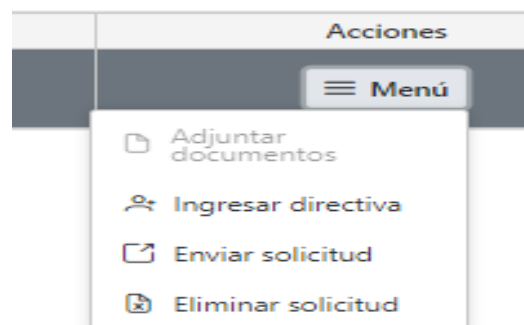 Acciones
Menú
Adjuntar
documentos
Ingresar directiva
Enviar solicitud
Eliminar solicitud